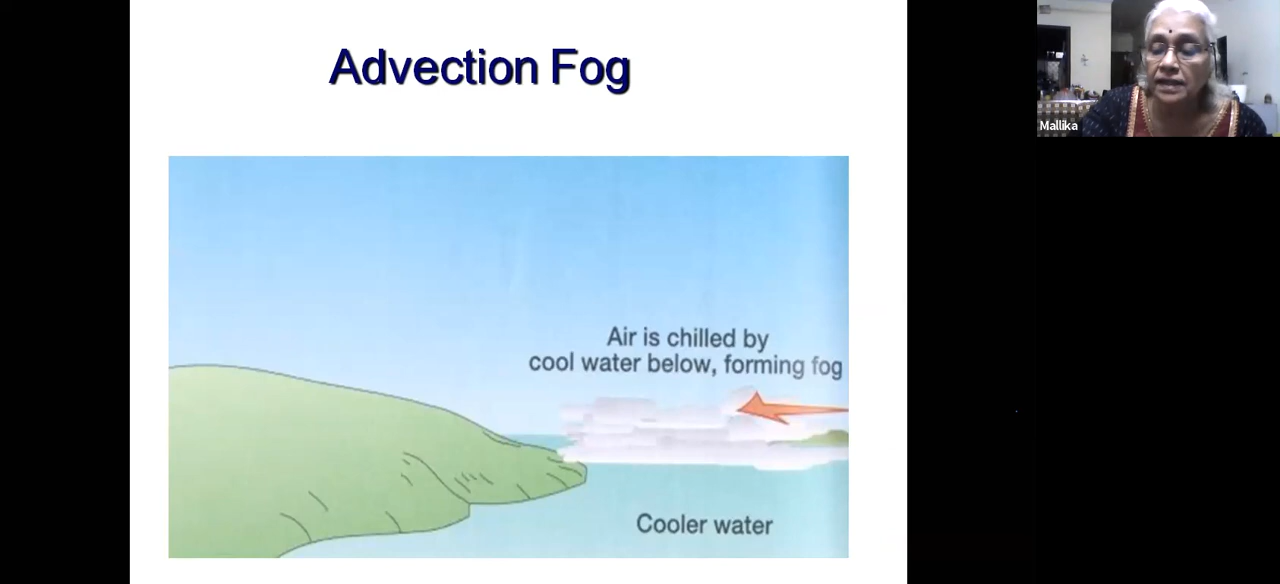 Advection Fog
Mallika
Air is chilled by
cool water below, forming fog
Cooler water